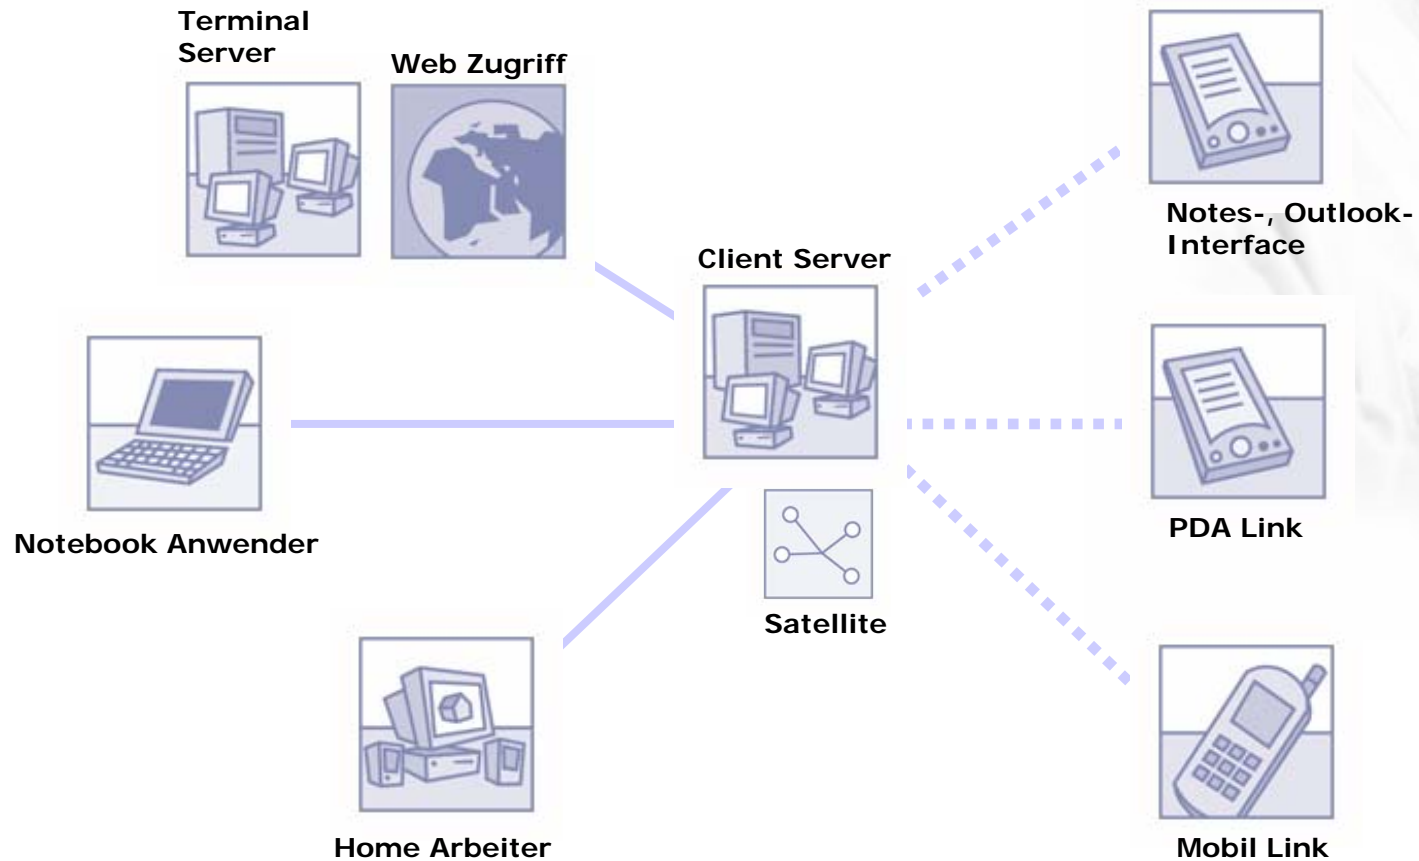 Terminal
Server
Web Zugriff
Notes-, Outlook-
Interface
Client Server
Notebook Anwender
PDA Link
Satellite
Home Arbeiter
Mobil Link